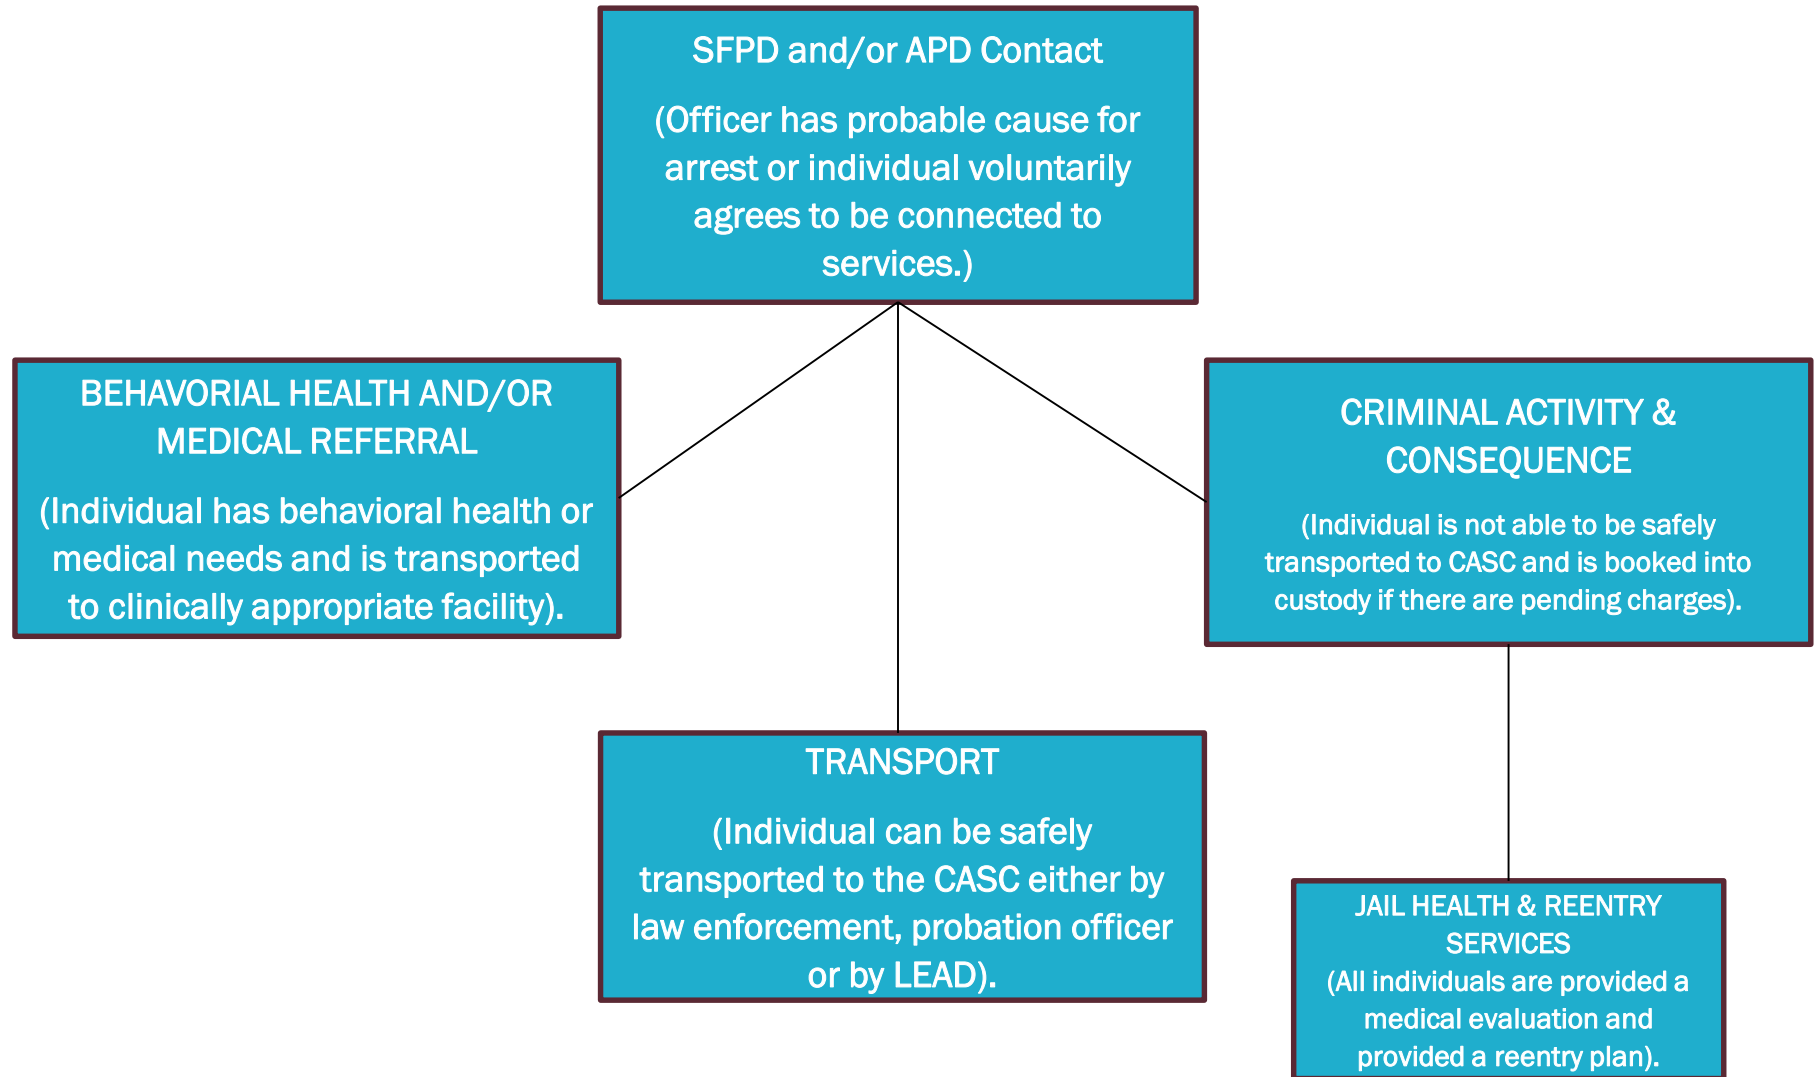 SFPD and/or APD Contact
(Officer has probable cause for
arrest or individual voluntarily
agrees to be connected to
services.)
BEHAVORIAL HEALTH AND/OR
MEDICAL REFERRAL
(Individual has behavioral health or
medical needs and is transported
to clinically appropriate facility).
CRIMINAL ACTIVITY &
CONSEQUENCE
(Individual is not able to be safely
transported to CASC and is booked into
custody if there are pending charges).
TRANSPORT
(Individual can be safely
transported to the CASC either by
law enforcement, probation officer
or by LEAD).
JAIL HEALTH & REENTRY
SERVICES
(All individuals are provided a
medical evaluation and
provided a reentry plan).